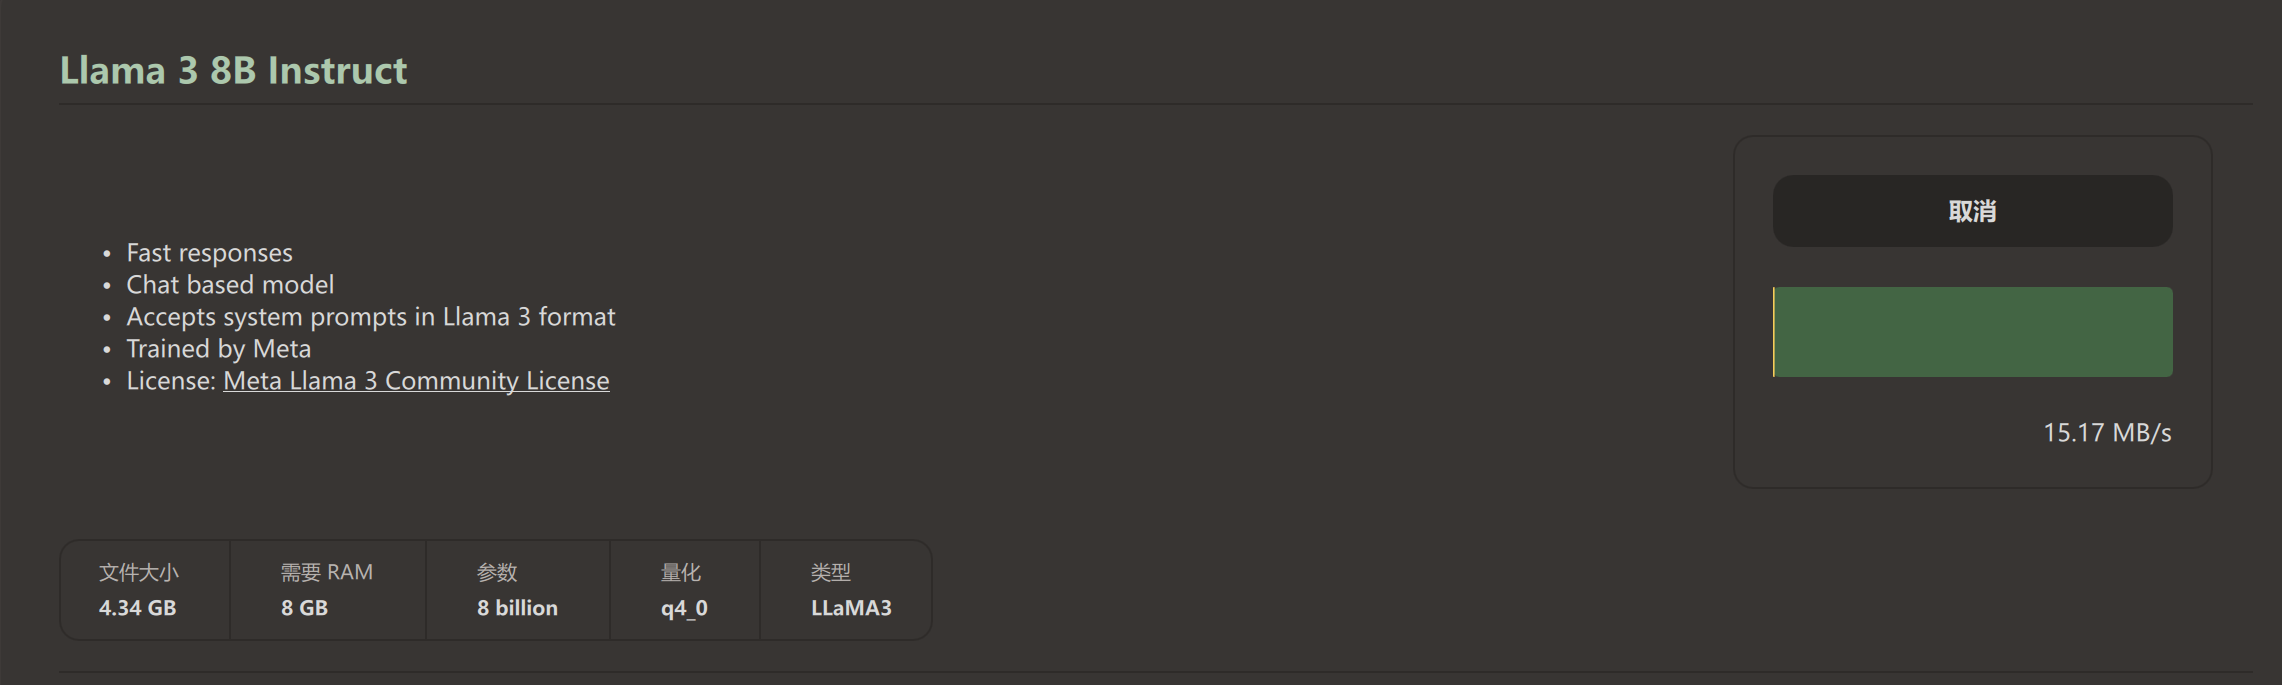 Llama 3 8B Instruct
• Fast responses
• Chat based model
• Accepts system prompts in Llama 3 format
• Trained by Meta
• License: Meta Llama 3 Community License
取消
15.17 MB/s
文件大小 需要 RAM 参数 量化 类型
4.34 GB 8 GB 8 billion q4_0 LLaMA3